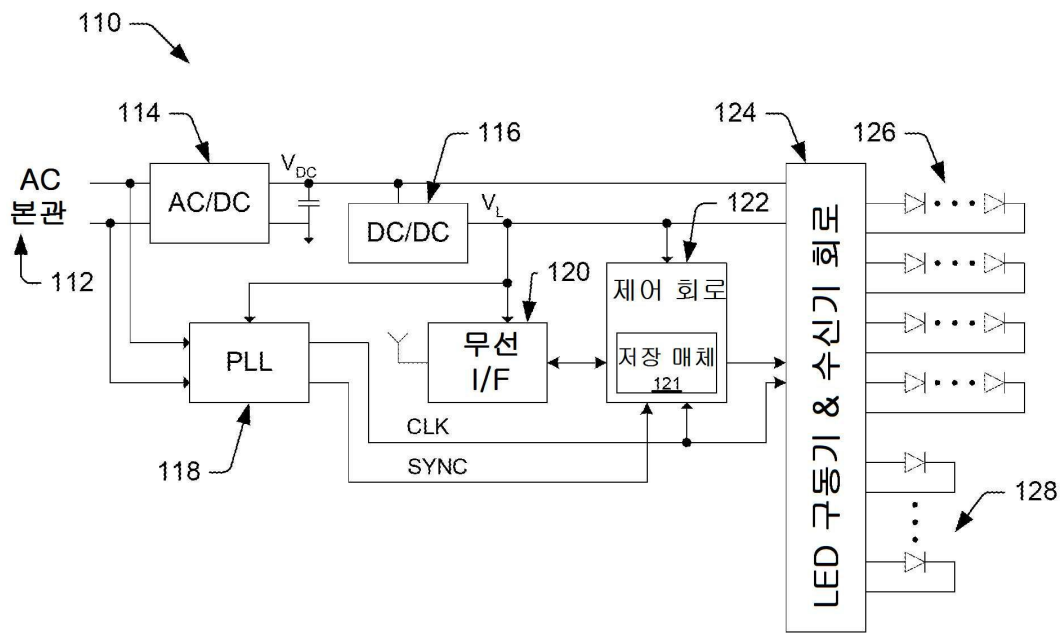 110
114
124
116
126
AC
본관
AC/DC
V_DC
DC/DC
V_L
122
112
120
제어 회로
저장 매체
121
PLL
무선
I/F
CLK
SYNC
118
LED 구동기 & 수신기 회로
128